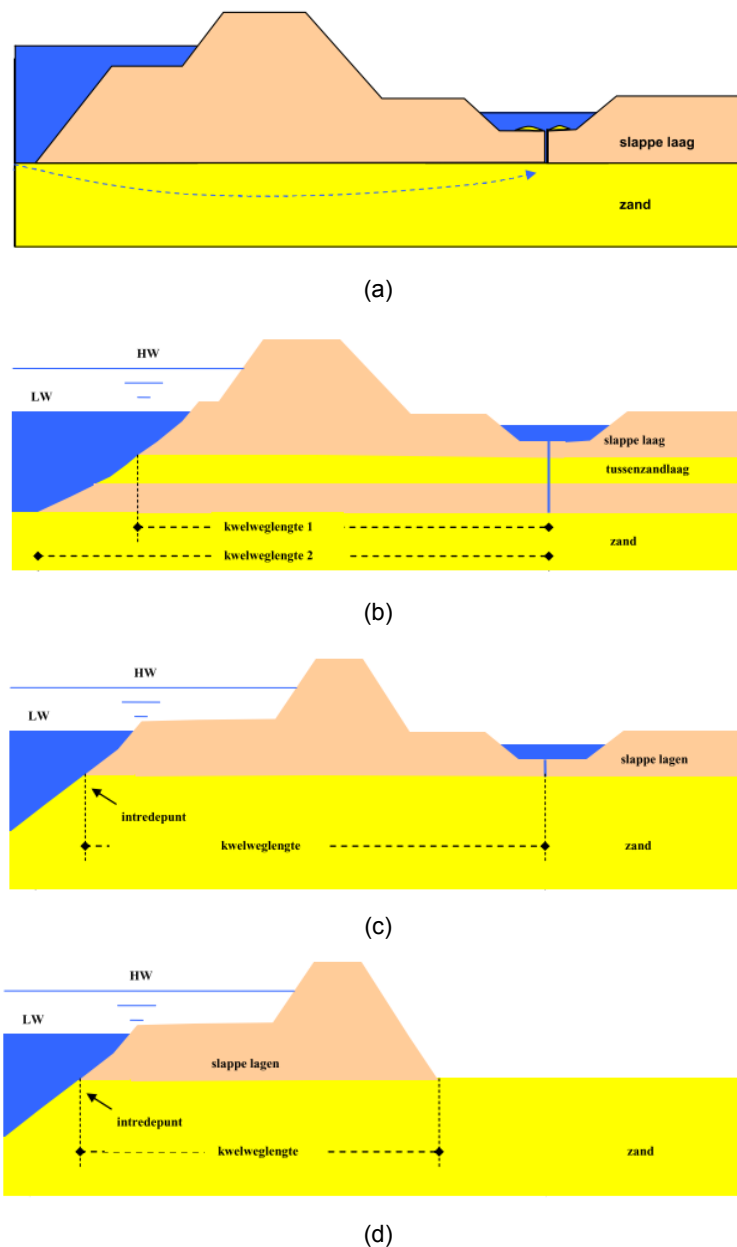 slappe laag
zand
(a)
HW
LW
slappe laag
tussenzandlaag
kwelweglengte 1
zand
kwelweglengte 2
(b)
HW
LW
slappe lagen
intredepunt
kwelweglengte
zand
(c)
HW
LW
slappe lagen
intredepunt
kwelweglengte
zand
(d)